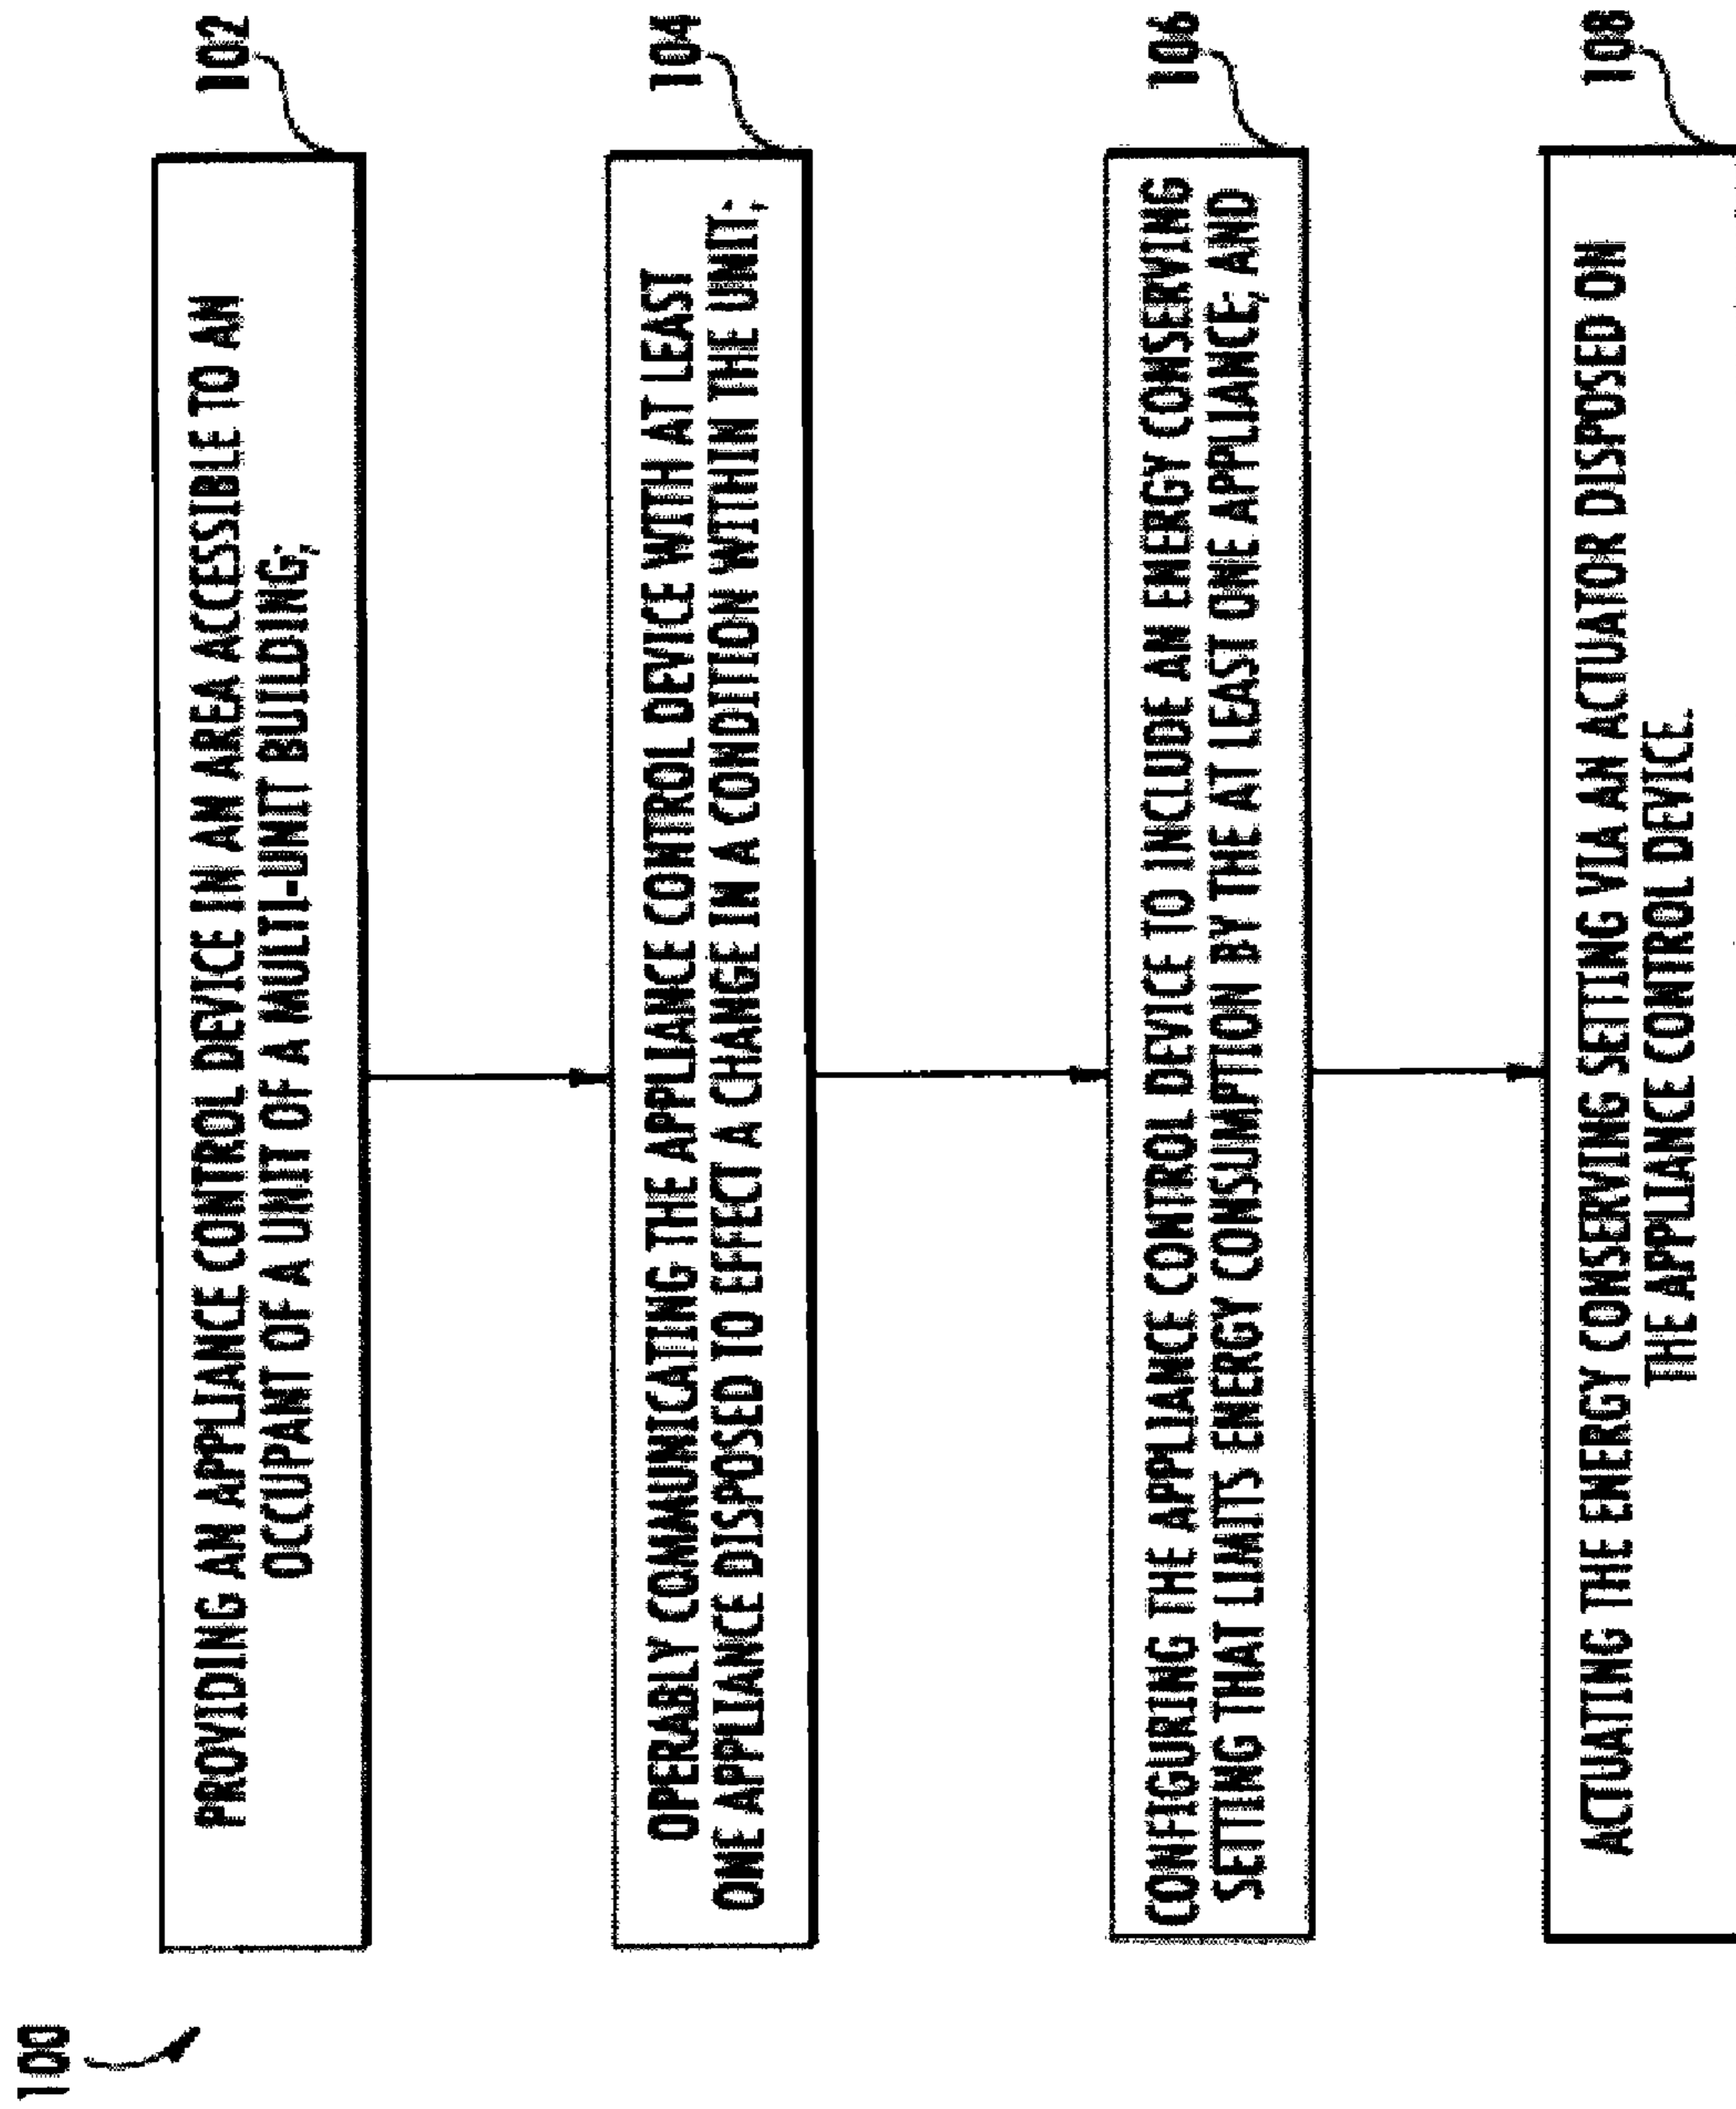 100
102
PROVIDING AN APPLIANCE CONTROL DEVICE IN AN AREA ACCESSIBLE TO AN
OCCUPANT OF A UNIT OF A MULTI-UNIT BUILDING;
104
OPERABLY COMMUNICATING THE APPLIANCE CONTROL DEVICE WITH AT LEAST
ONE APPLIANCE DISPOSED TO EFFECT A CHANGE IN A CONDITION WITHIN THE UNIT;
106
CONFIGURING THE APPLIANCE CONTROL DEVICE TO INCLUDE AN ENERGY CONSERVING
SETTING THAT LIMITS ENERGY CONSUMPTION BY THE AT LEAST ONE APPLIANCE; AND
108
ACTUATING THE ENERGY CONSERVING SETTING VIA AN ACTUATOR DISPOSED ON
THE APPLIANCE CONTROL DEVICE.